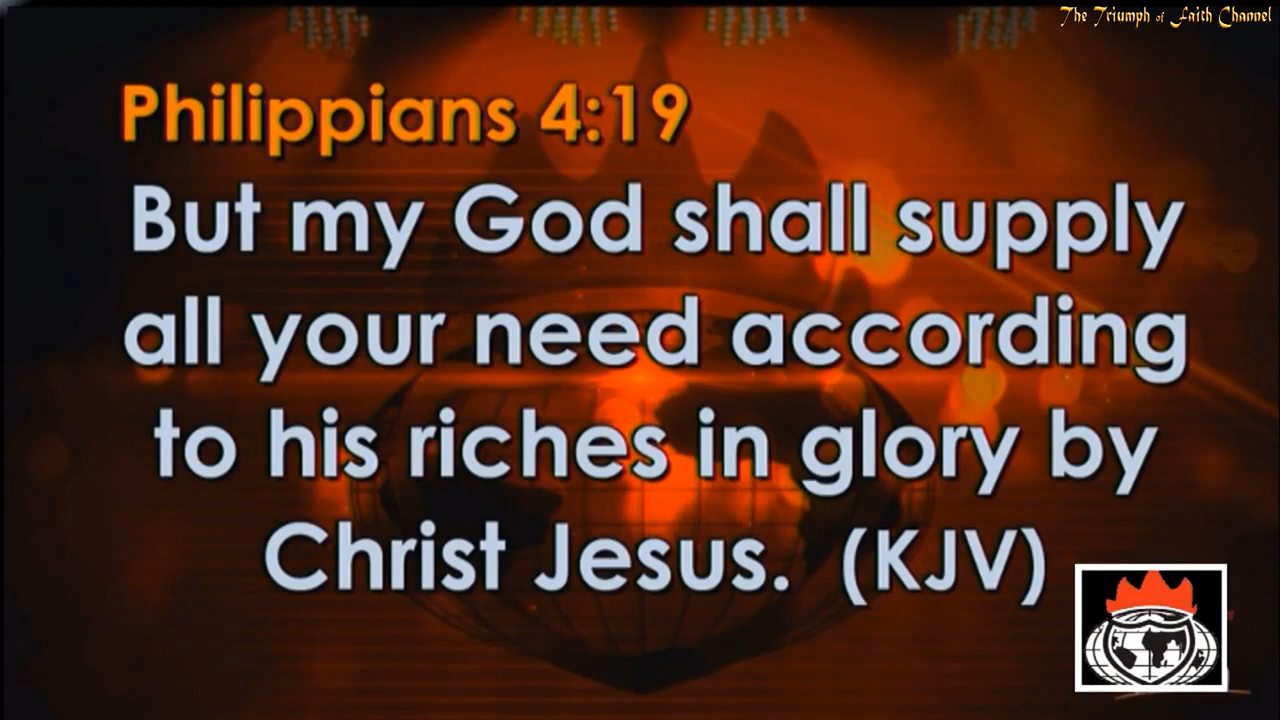 The Triumph of Faith Channel
Philippians 4:19
But my God shall supply
all your need according
to his riches in glory by
Christ Jesus. (KJV)